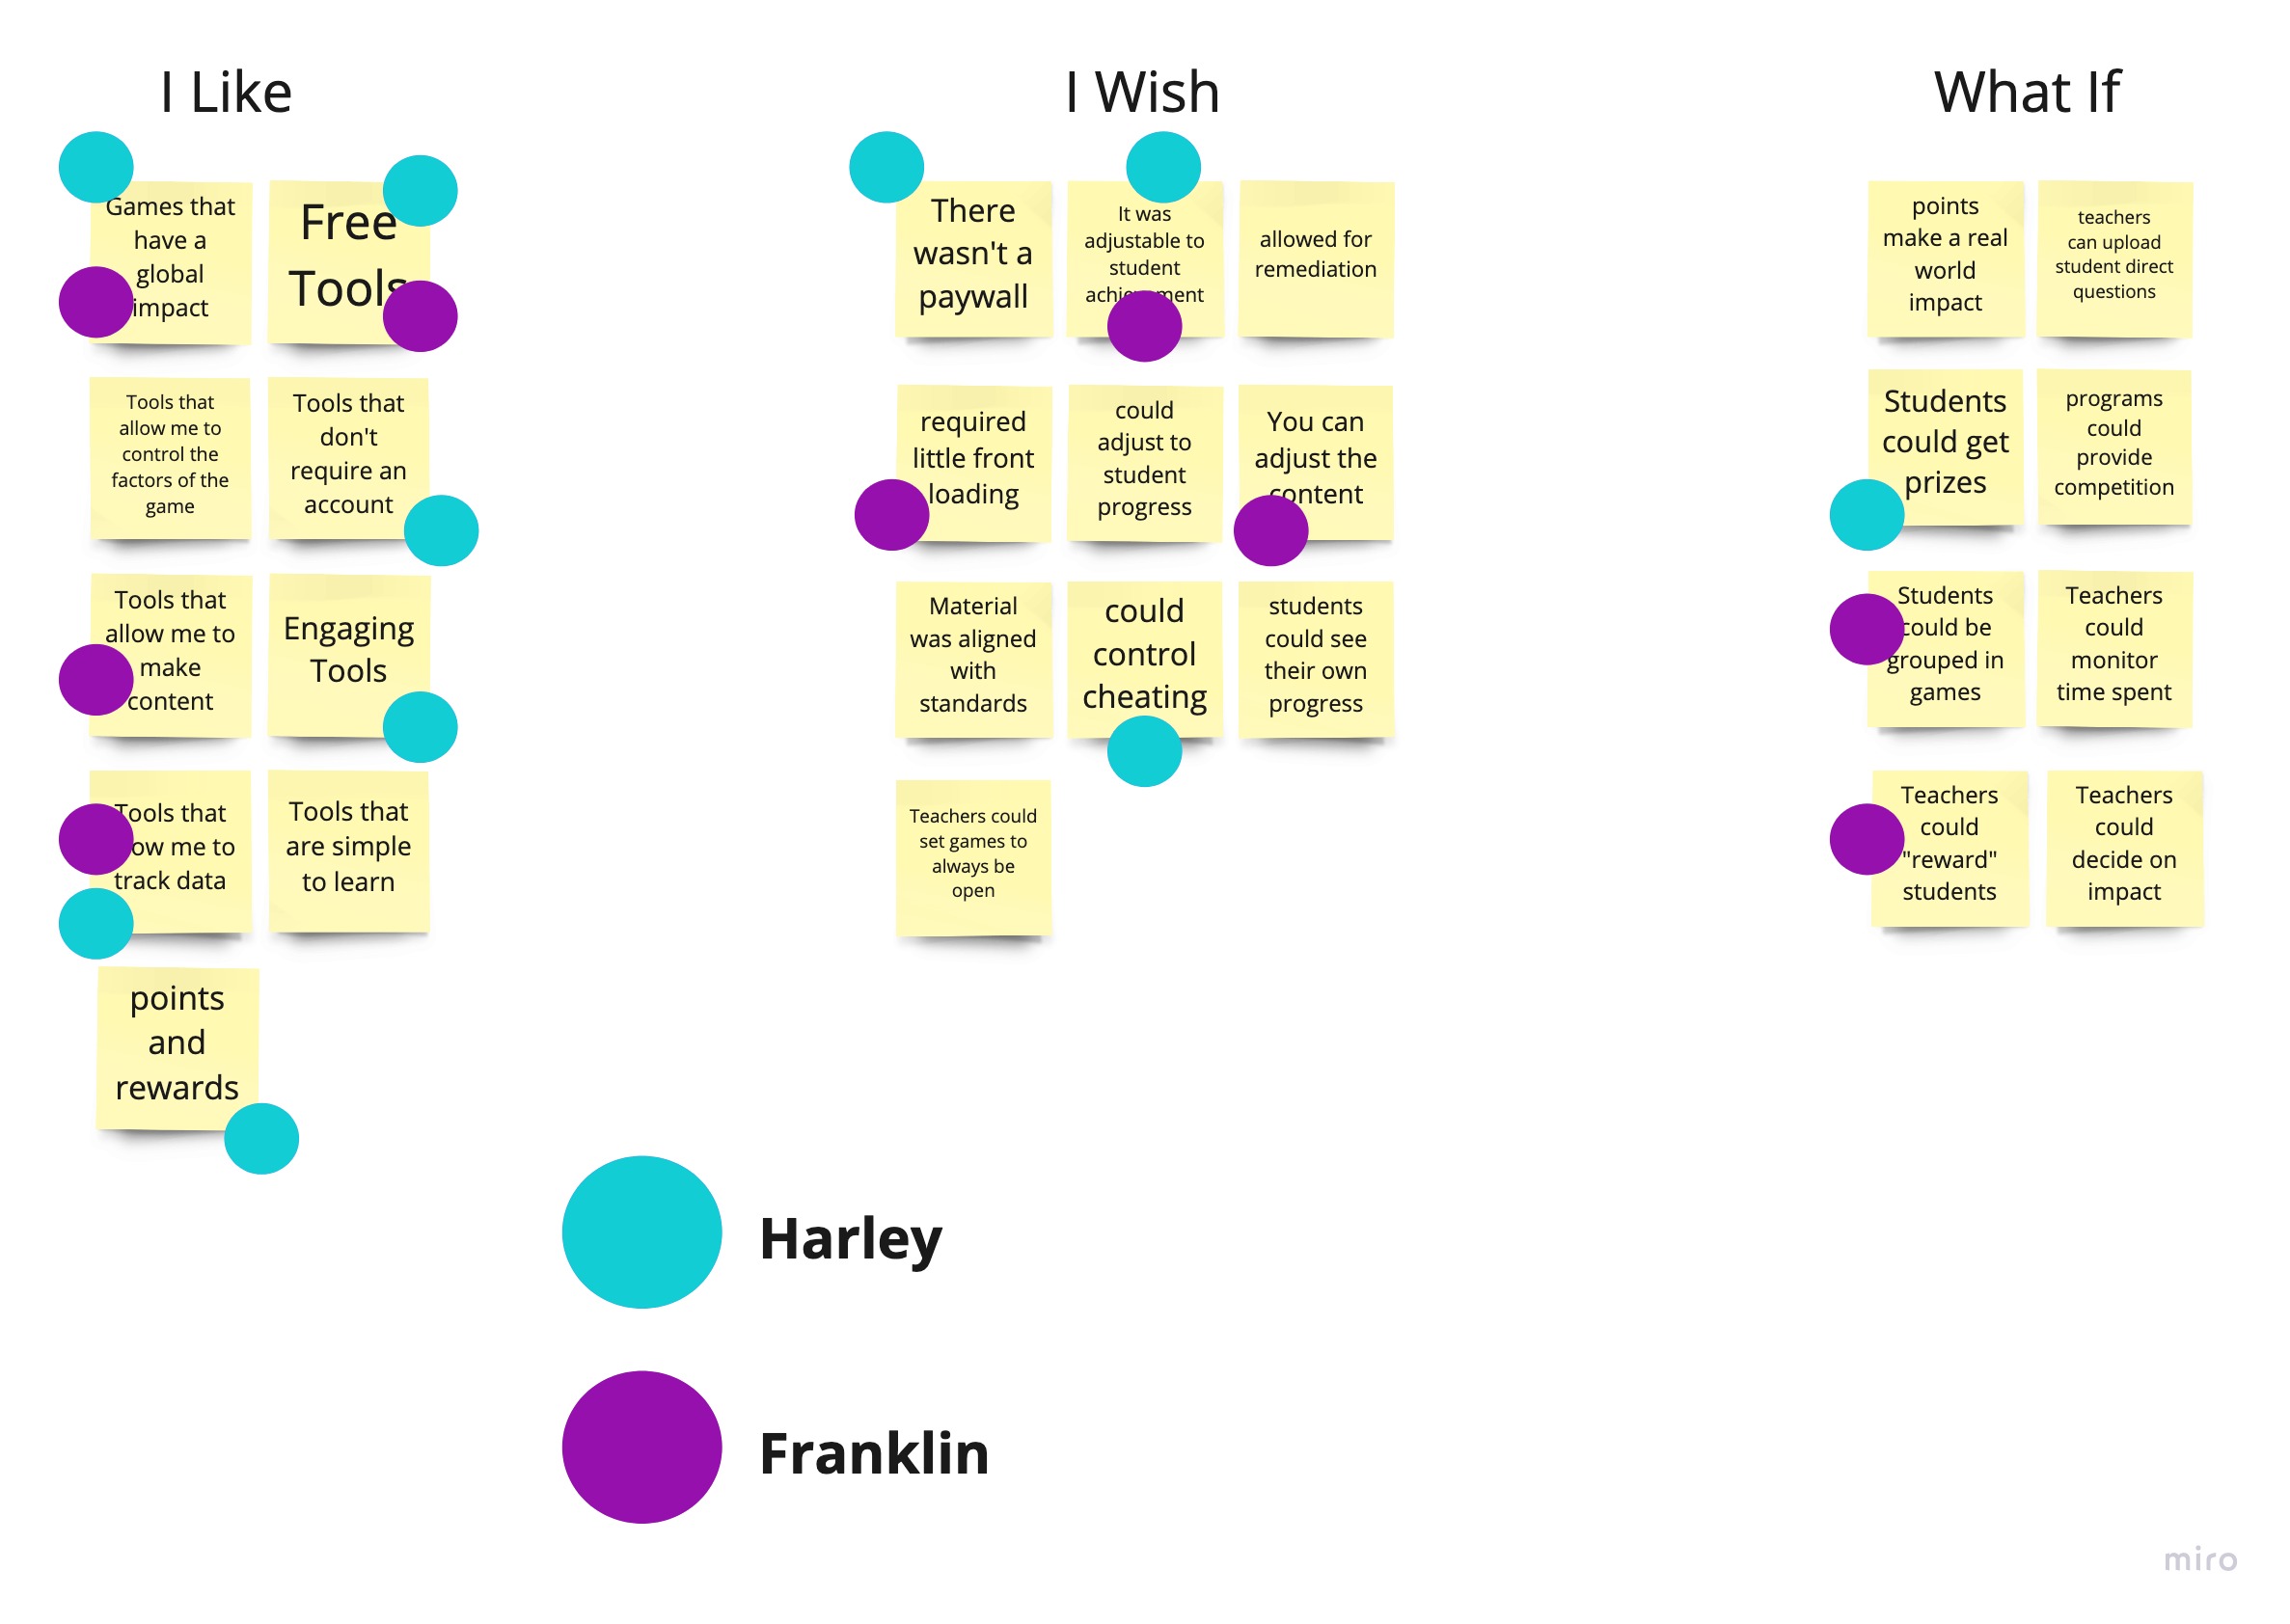 I Like
I Wish
What If
Games that
have a
global
impact
Free
Tools
Tools that
allow me to
control the
factors of the
game
Tools that
don't
require an
account
Tools that
allow me to
make
content
Engaging
Tools
Tools that
allow me to
track data
Tools that
are simple
to learn
points
and
rewards
There
wasn't a
paywall
It was
adjustable to
student
achievement
allowed for
remediation
required
little front
loading
could
adjust to
student
progress
You can
adjust the
content
Material
was aligned
with
standards
could
control
cheating
students
could see
their own
progress
Teachers could
set games to
always be
open
points
make a real
world
impact
teachers
can upload
student direct
questions
Students
could get
prizes
programs
could
provide
competition
Students
could be
grouped in
games
Teachers
could
monitor
time spent
Teachers
could
"reward"
students
Teachers
could
decide on
impact
Harley
Franklin
miro